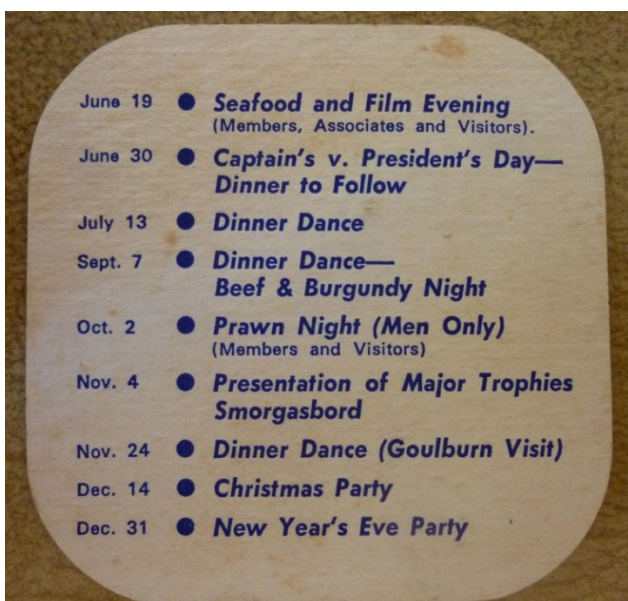 June 19 ● Seafood and Film Evening
(Members, Associates and Visitors).
June 30 ● Captain's v. President's Day—
Dinner to Follow
July 13 ● Dinner Dance
Sept. 7 ● Dinner Dance—
Beef & Burgundy Night
Oct. 2 ● Prawn Night (Men Only)
(Members and Visitors)
Nov. 4 ● Presentation of Major Trophies
Smorgasbord
Nov. 24 ● Dinner Dance (Goulburn Visit)
Dec. 14 ● Christmas Party
Dec. 31 ● New Year's Eve Party